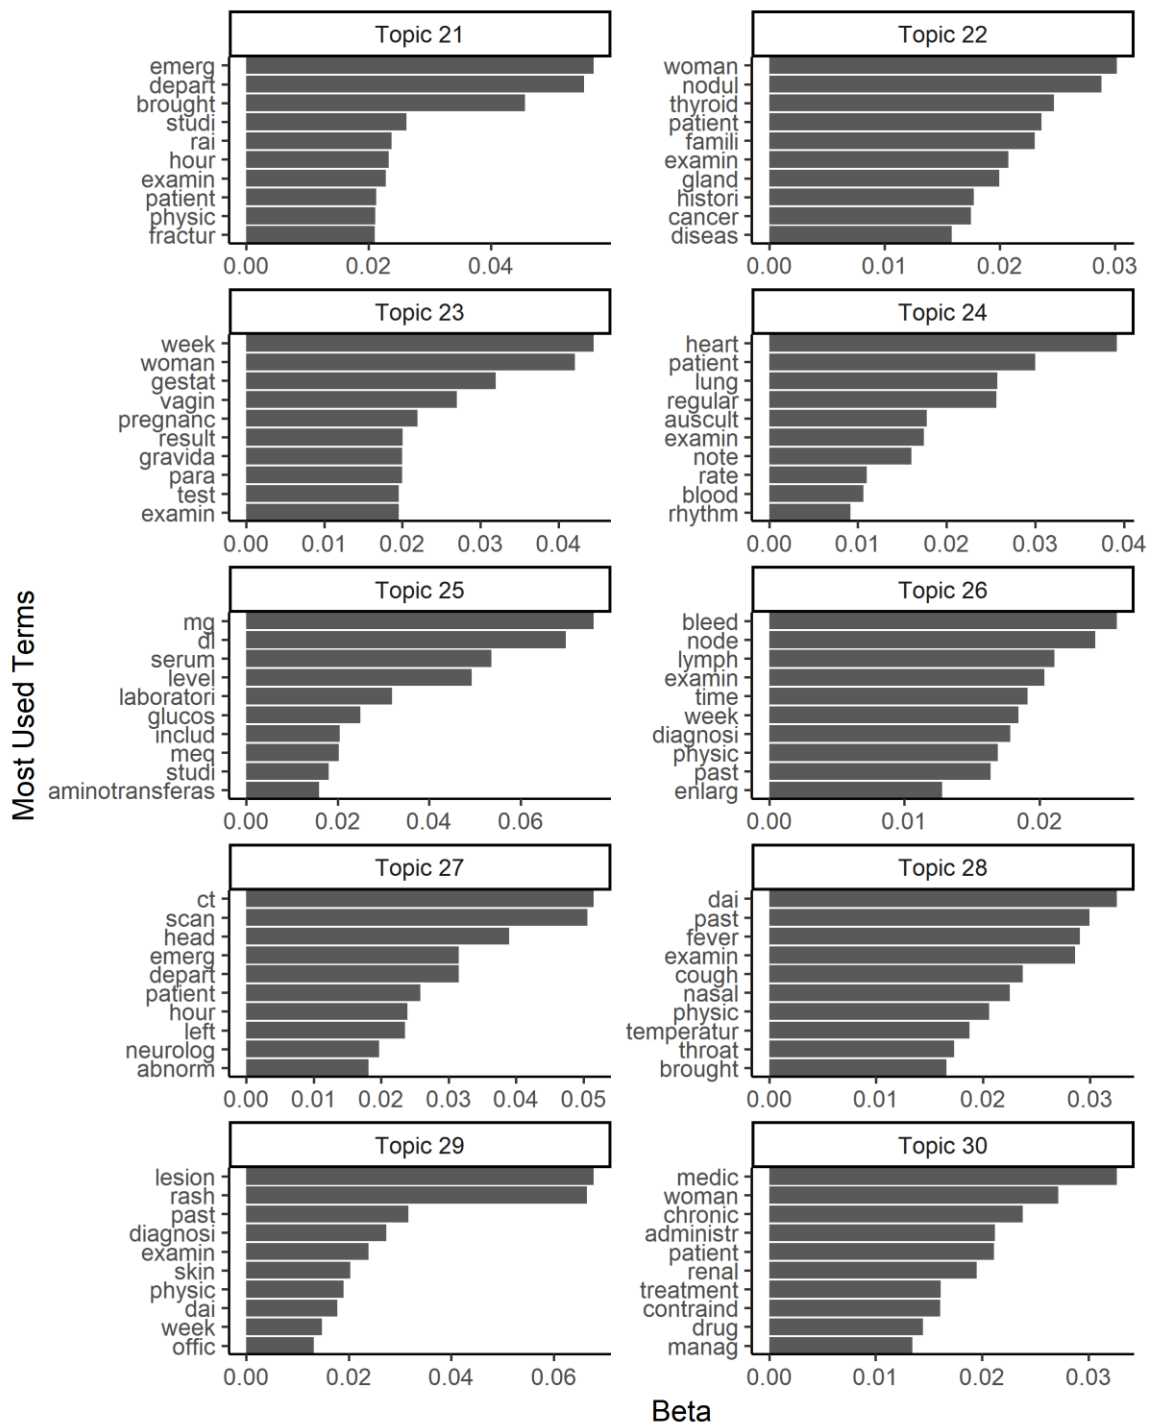 Topic 21
emerg
depart
brought
studi
rai
hour
examin
patient
physic
fractur
0.00 0.02 0.04
Topic 22
woman
nodul
thyroid
patient
famili
examin
gland
histori
cancer
diseas
0.00 0.01 0.02 0.03
Topic 23
week
woman
gestat
vagin
pregnanc
result
gravida
para
test
examin
0.00 0.01 0.02 0.03 0.04
Topic 24
heart
patient
lung
regular
auscult
examin
note
rate
blood
rhythm
0.00 0.01 0.02 0.03 0.04
Topic 25
mg
dl
serum
level
laboratori
glucos
includ
meq
studi
aminotransferas
0.00 0.02 0.04 0.06
Topic 26
bleed
node
lymph
examin
time
week
diagnosi
physic
past
enlarg
0.00 0.01 0.02
Topic 27
ct
scan
head
emerg
depart
patient
hour
left
neurolog
abnorm
0.00 0.01 0.02 0.03 0.04 0.05
Topic 28
dai
past
fever
examin
cough
nasal
physic
temperatur
throat
brought
0.00 0.01 0.02 0.03
Topic 29
lesion
rash
past
diagnosi
examin
skin
physic
dai
week
offic
0.00 0.02 0.04 0.06
Topic 30
medic
woman
chronic
administr
patient
renal
treatment
contraind
drug
manag
0.00 0.01 0.02 0.03
Most Used Terms
Beta